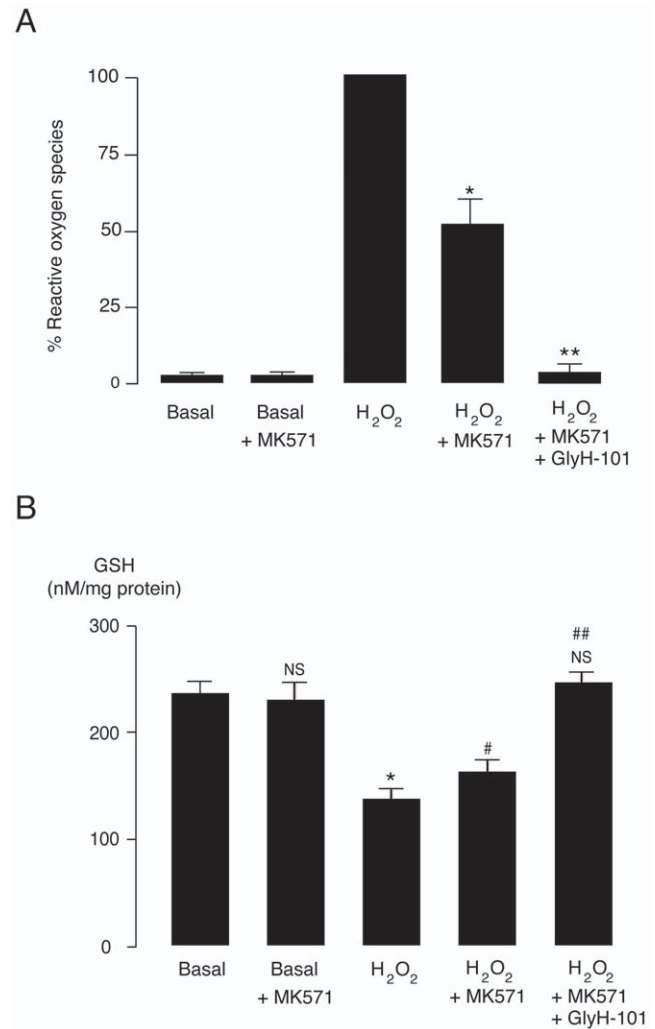 A
% Reactive oxygen species
100
75
50
25
0
*
**
Basal
Basal
+ MK571
H₂O₂
H₂O₂
+ MK571
H₂O₂
+ MK571
+ GlyH-101
B
GSH
(nM/mg protein)
300
200
100
0
NS
*
#
##
NS
Basal
Basal
+ MK571
H₂O₂
H₂O₂
+ MK571
H₂O₂
+ MK571
+ GlyH-101